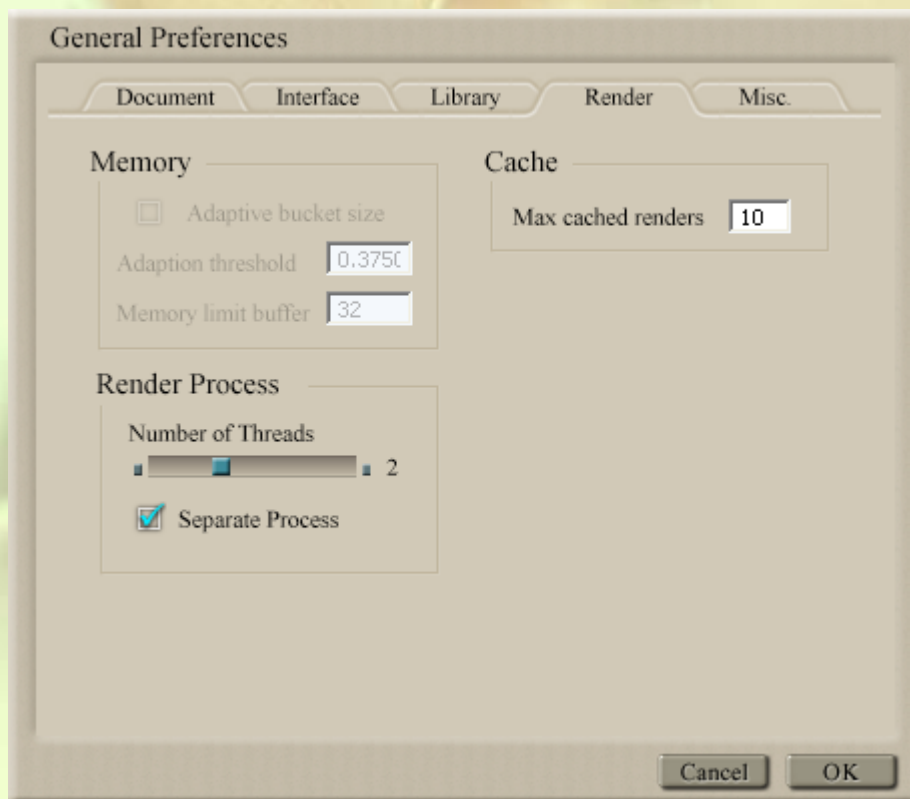 General Preferences
Document Interface Library Render Misc.
Memory
Adaptive bucket size
Adaption threshold 0.3750
Memory limit buffer 32
Cache
Max cached renders 10
Render Process
Number of Threads
2
Separate Process
Cancel OK